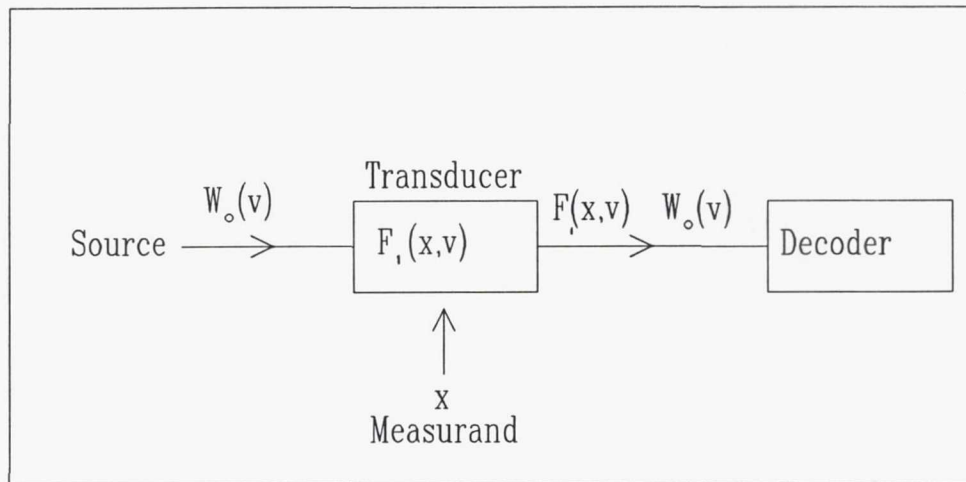 Transducer
W₀(v)
F₁(x,v) W₀(v)
Source
F₁(x,v)
Decoder
x
Measurand